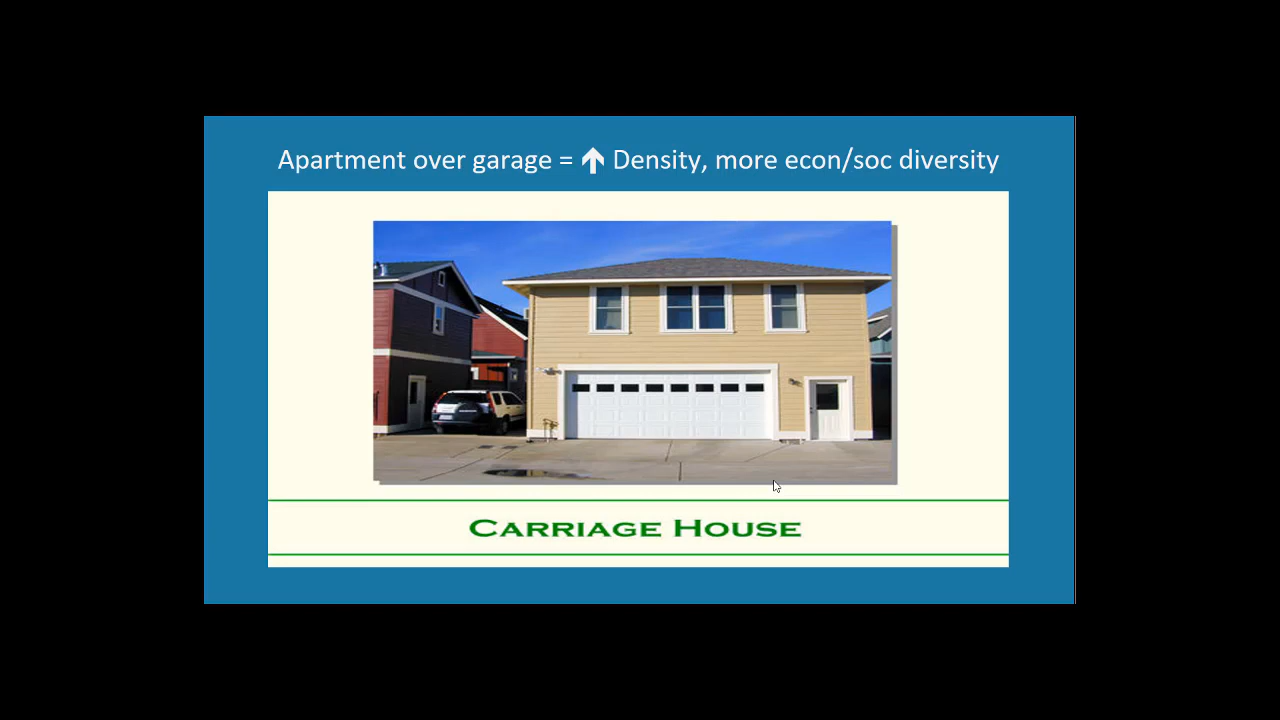 Apartment over garage = ⬆ Density, more econ/soc diversity
CARRIAGE HOUSE